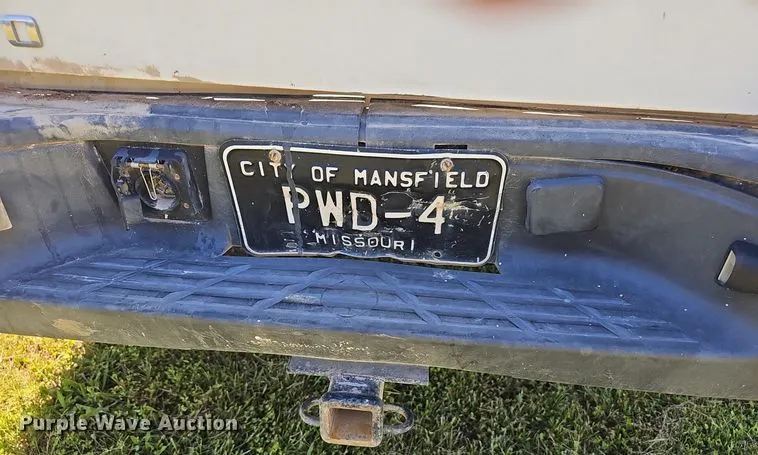 CITY OF MANSFIELD
PWD-4
MISSOURI
Purple Wave Auction